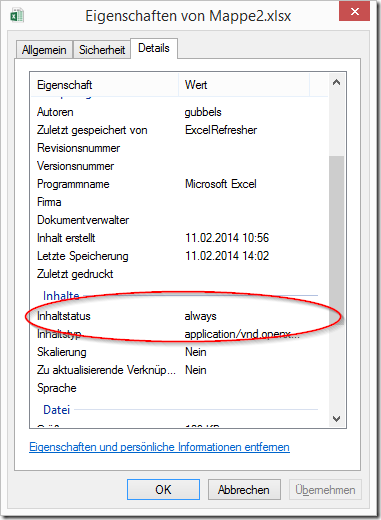 Eigenschaften von Mappe2.xlsx
Allgemein Sicherheit Details
Eigenschaft Wert
Autoren gubbels
Zuletzt gespeichert von ExcelRefresher
Revisionsnummer
Versionsnummer
Programmname Microsoft Excel
Firma
Dokumentverwalter
Inhalt erstellt 11.02.2014 10:56
Letzte Speicherung 11.02.2014 14:02
Zuletzt gedruckt
Inhalte
Inhaltstatus always
Inhaltstyp application/vnd.openx...
Skalierung Nein
Zu aktualisierende Verknüp... Nein
Sprache
Datei
Eigenschaften und persönliche Informationen entfernen
OK Abbrechen Übernehmen